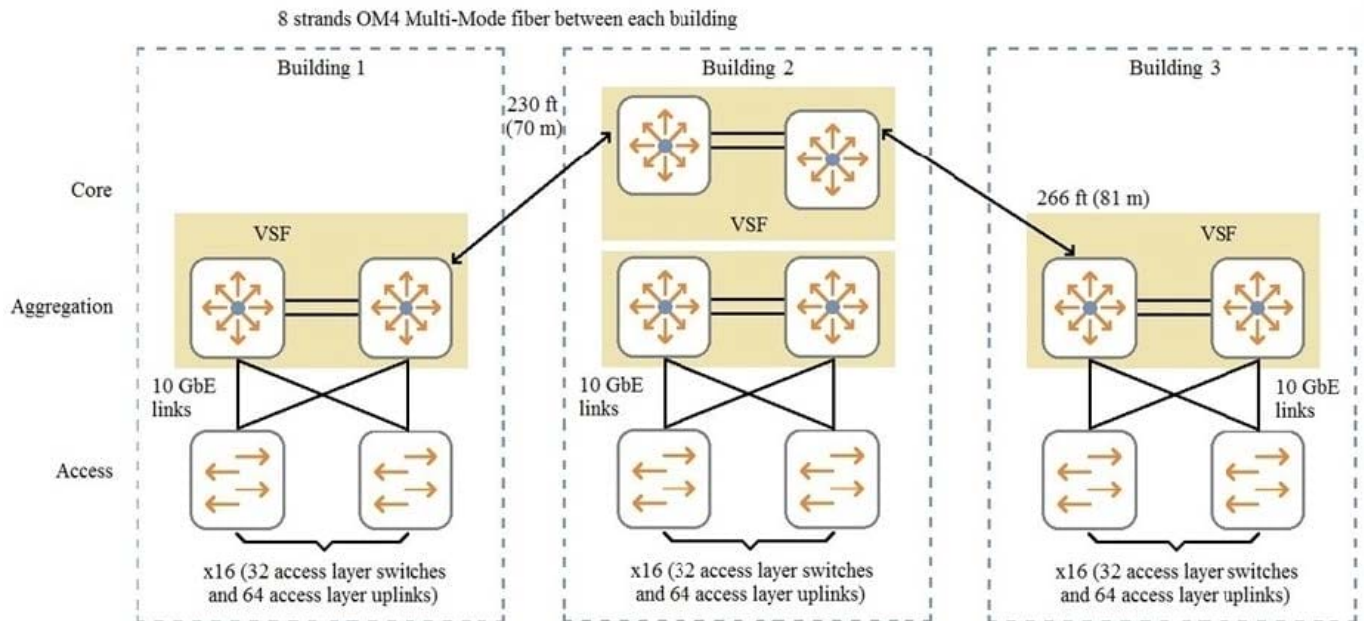 8 strands OM4 Multi-Mode fiber between each building
Building 1
Building 2
Building 3
230 ft
(70 m)
Core
266 ft (81 m)
VSF
VSF
VSF
Aggregation
10 GbE
links
10 GbE
links
10 GbE
links
Access
x16 (32 access layer switches
and 64 access layer uplinks)
x16 (32 access layer switches
and 64 access layer uplinks)
x16 (32 access layer switches
and 64 access layer uplinks)